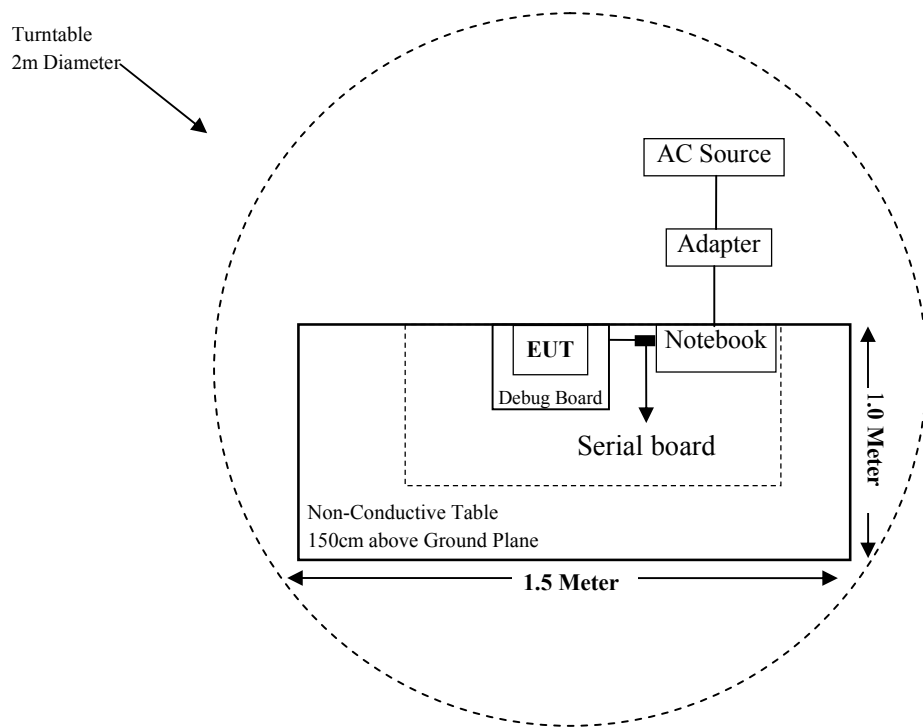 Turntable
2m Diameter
AC Source
Adapter
EUT
Notebook
Debug Board
Serial board
1.0 Meter
Non-Conductive Table
150cm above Ground Plane
1.5 Meter